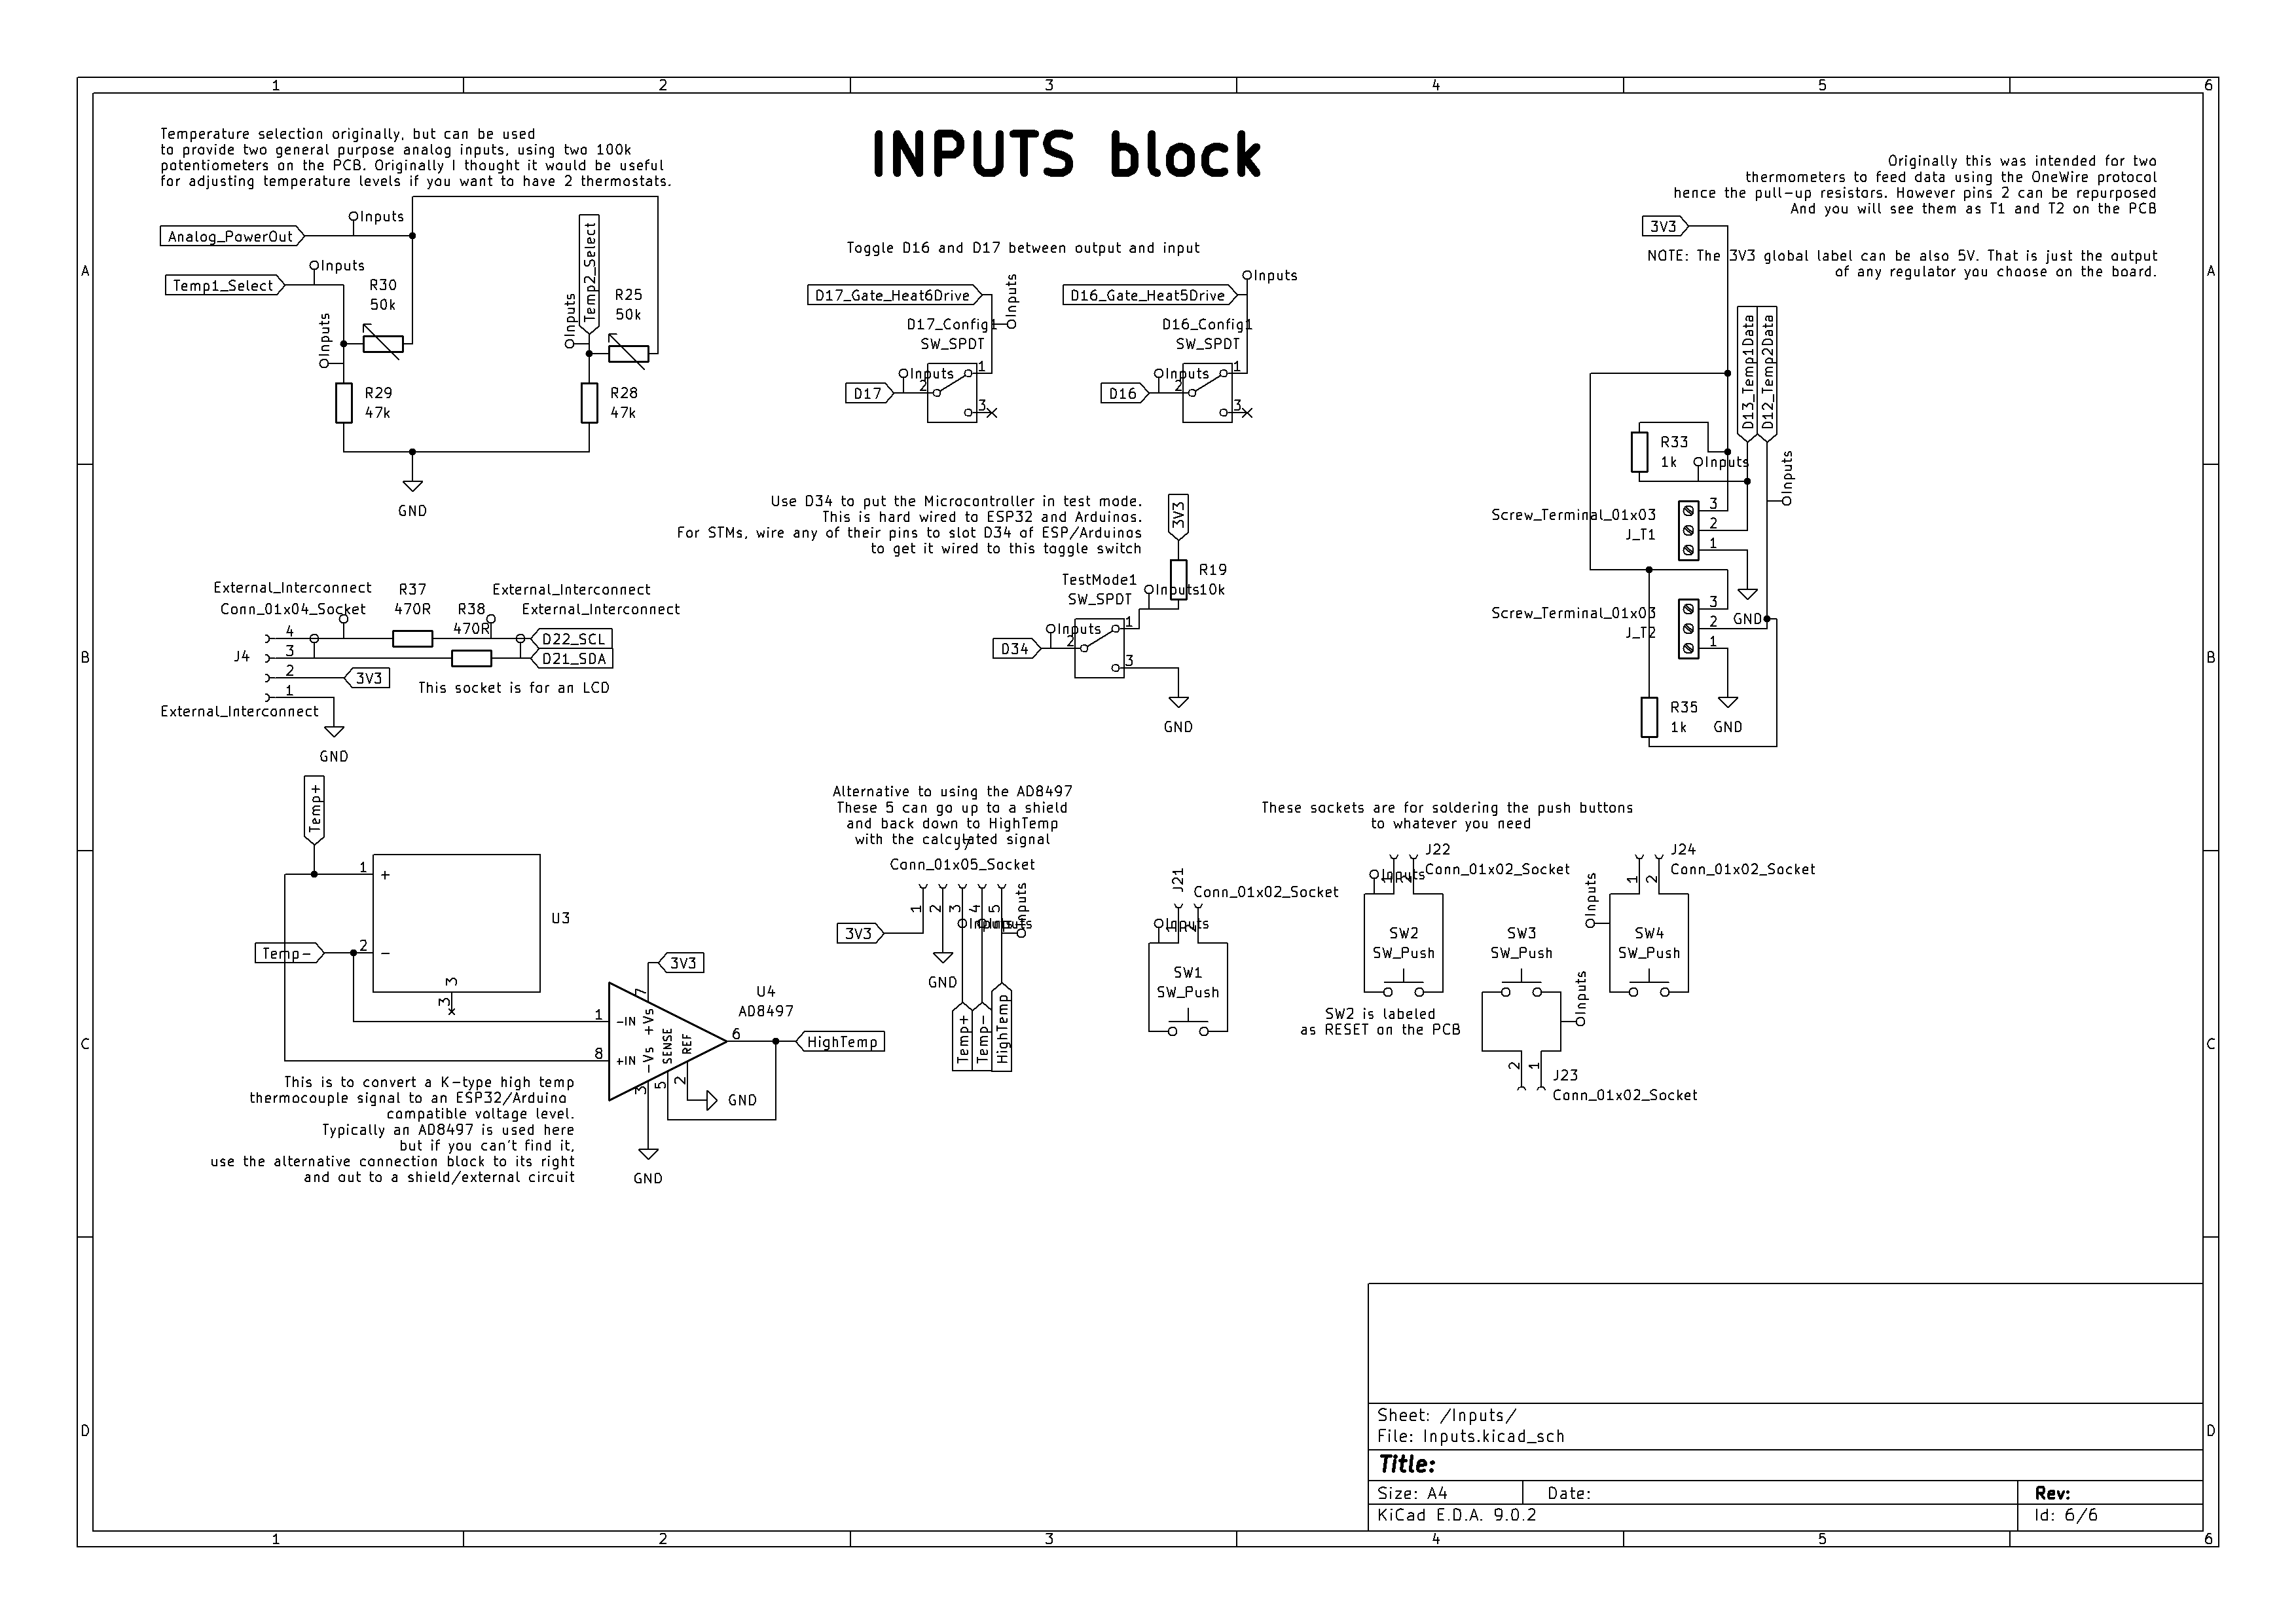 1 2 3 4 5 6
A
B
C
D
INPUTS block
Temperature selection originally, but can be used
to provide two general purpose analog inputs, using two 100k
potentiometers on the PCB. Originally I thought it would be useful
for adjusting temperature levels if you want to have 2 thermostats.
Analog_PowerOut
Inputs
Temp1_Select
Inputs
R30
50k
Inputs
R29
47k
Temp2_Select
Inputs
R25
50k
R28
47k
GND
Toggle D16 and D17 between output and input
D17_Gate_Heat6Drive
Inputs
D17_Config1
SW_SPDT
Inputs
D17
1
2
3
D16_Gate_Heat5Drive
Inputs
D16_Config1
SW_SPDT
Inputs
D16
1
2
3
Originally this was intended for two
thermometers to feed data using the OneWire protocol
hence the pull-up resistors. However pins 2 can be repurposed
And you will see them as T1 and T2 on the PCB
3V3
NOTE: The 3V3 global label can be also 5V. That is just the output
of any regulator you choose on the board.
D13_Temp1Data
D12_Temp2Data
R33
1k
Inputs
Inputs
Screw_Terminal_01x03
J_T1
3
2
1
GND
Screw_Terminal_01x03
J_T2
3
2
1
R35
1k
GND
Use D34 to put the Microcontroller in test mode.
This is hard wired to ESP32 and Arduinos.
For STMs, wire any of their pins to slot D34 of ESP/Arduinos
to get it wired to this toggle switch
3V3
R19
10k
TestMode1
SW_SPDT
Inputs
Inputs
D34
1
2
3
GND
External_Interconnect
Conn_01x04_Socket
R37
470R
R38
470R
External_Interconnect
External_Interconnect
J4
4
3
2
1
D22_SCL
D21_SDA
3V3
This socket is for an LCD
External_Interconnect
GND
Temp+
1
+
U3
Temp-
2
-
3
3
3V3
U4
AD8497
7
1
-IN
+Vs
8
+IN
-Vs
SENSE
REF
6
3
5
2
HighTemp
GND
GND
This is to convert a K-type high temp
thermocouple signal to an ESP32/Arduino
compatible voltage level.
Typically an AD8497 is used here
but if you can't find it,
use the alternative connection block to its right
and out to a shield/external circuit
Alternative to using the AD8497
These 5 can go up to a shield
and back down to HighTemp
with the calculated signal
J7
Conn_01x05_Socket
1
2
3
4
5
Inputs
Inputs
Inputs
3V3
GND
Temp+
Temp-
HighTemp
These sockets are for soldering the push buttons
to whatever you need
J21
Conn_01x02_Socket
Inputs
1
2
SW1
SW_Push
J22
Conn_01x02_Socket
Inputs
1
2
SW2
SW_Push
SW2 is labeled
as RESET on the PCB
SW3
SW_Push
Inputs
2
1
J23
Conn_01x02_Socket
J24
Conn_01x02_Socket
1
2
Inputs
SW4
SW_Push
Sheet: /Inputs/
File: Inputs.kicad_sch
Title:
Size: A4 Date: Rev:
KiCad E.D.A. 9.0.2 Id: 6/6
A
B
C
D
1 2 3 4 5 6